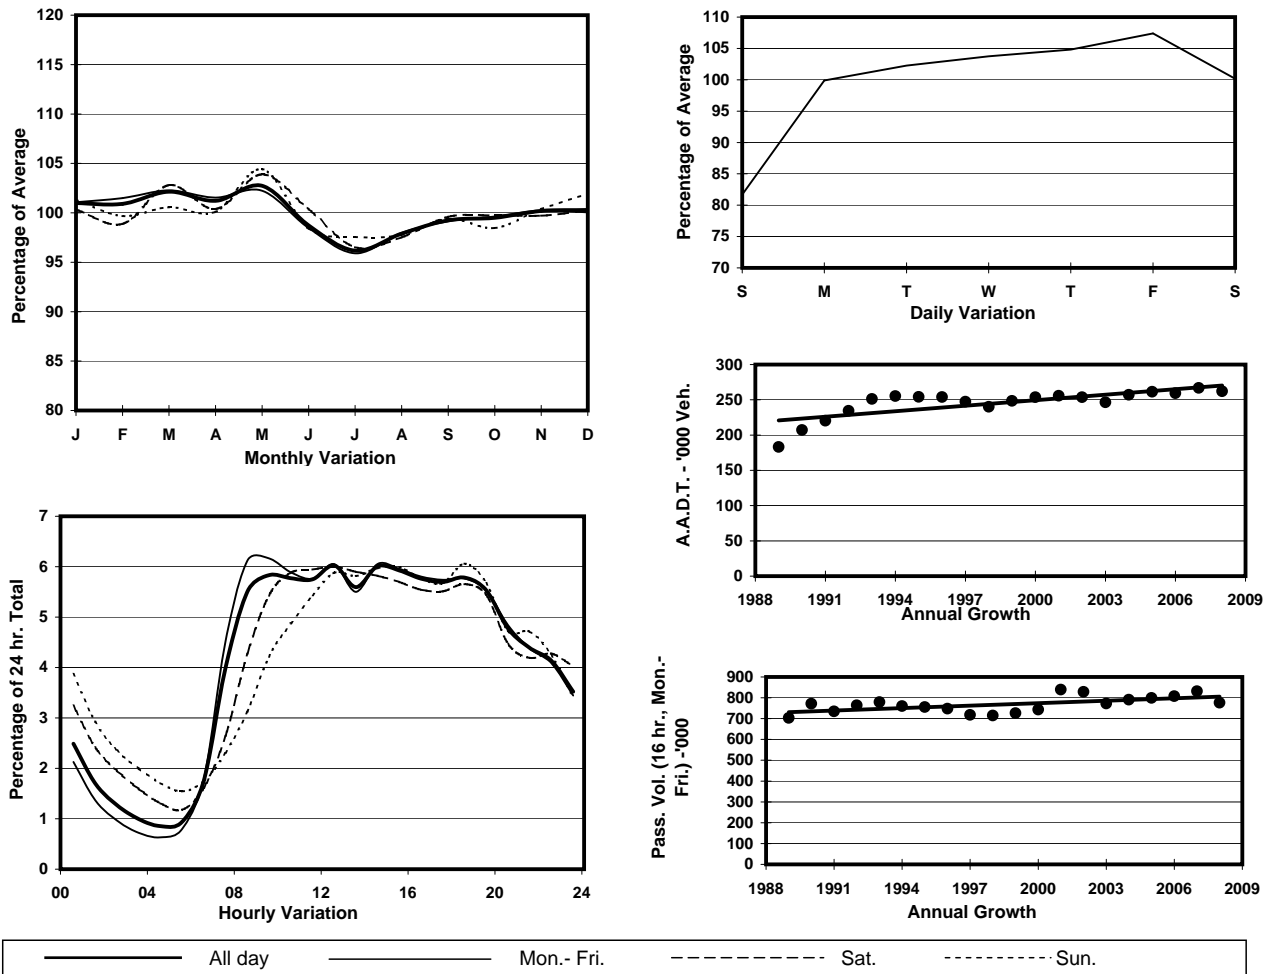 120
115
110
105
100
95
90
85
80
Percentage of Average
J F M A M J J A S O N D
Monthly Variation
110
105
100
95
90
85
80
75
70
Percentage of Average
S M T W T F S
Daily Variation
300
250
200
150
100
50
0
A.A.D.T. - '000 Veh.
1988 1991 1994 1997 2000 2003 2006 2009
Annual Growth
7
6
5
4
3
2
1
0
Percentage of 24 hr. Total
00 04 08 12 16 20 24
Hourly Variation
900
800
700
600
500
400
300
200
100
0
Pass. Vol. (16 hr., Mon.-
Fri.) -'000
1988 1991 1994 1997 2000 2003 2006 2009
Annual Growth
All day Mon.- Fri. Sat. Sun.